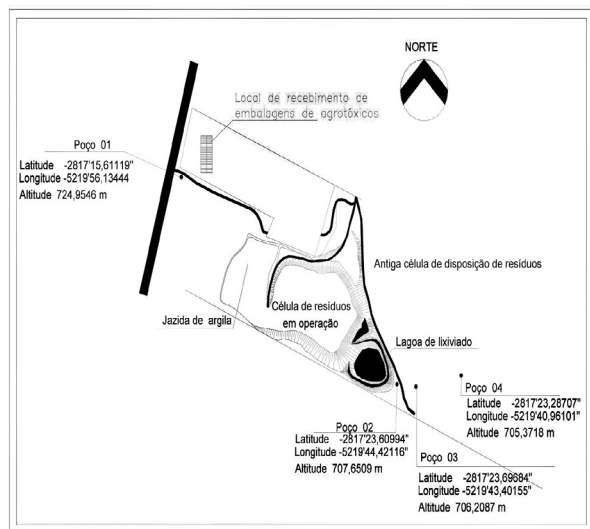 NORTE
Local de recebimento de
embalagens de agrotóxicos
Poço 01
Latitude -2817'15,61119"
Longitude -5219'56,13444
Altitude 724,9546 m
Antiga célula de disposição de resíduos
Célula de resíduos
em operação
Jazida de argila
Lagoa de lixiviado
Poço 04
Latitude -2817'23,28707"
Longitude -5219'40,96101"
Altitude 705,3718 m
Poço 02
Latitude -2817'23,60994"
Longitude -5219'44,42116"
Altitude 707,6509 m
Poço 03
Latitude -2817'23,69684"
Longitude -5219'43,40155"
Altitude 706,2087 m